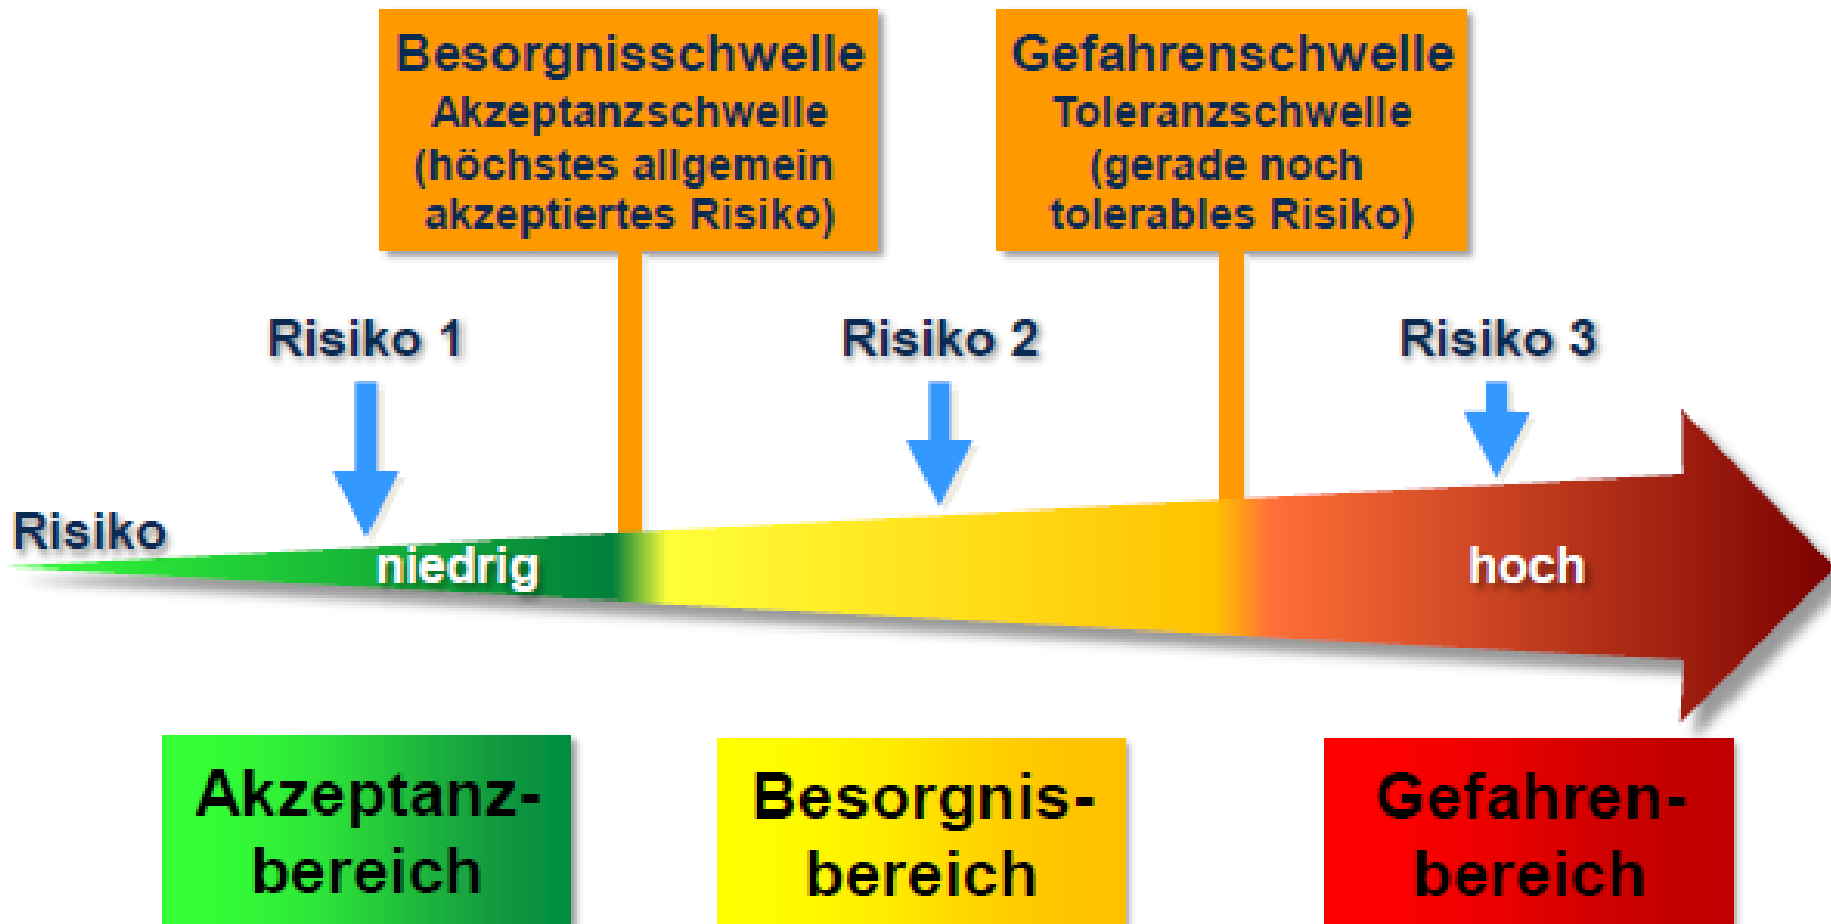 Besorgnisschwelle
Akzeptanzschwelle
(höchstes allgemein
akzeptiertes Risiko)
Gefahrenschwelle
Toleranzschwelle
(gerade noch
tolerables Risiko)
Risiko 1
Risiko 2
Risiko 3
Risiko
niedrig
hoch
Akzeptanz-
bereich
Besorgnis-
bereich
Gefahren-
bereich